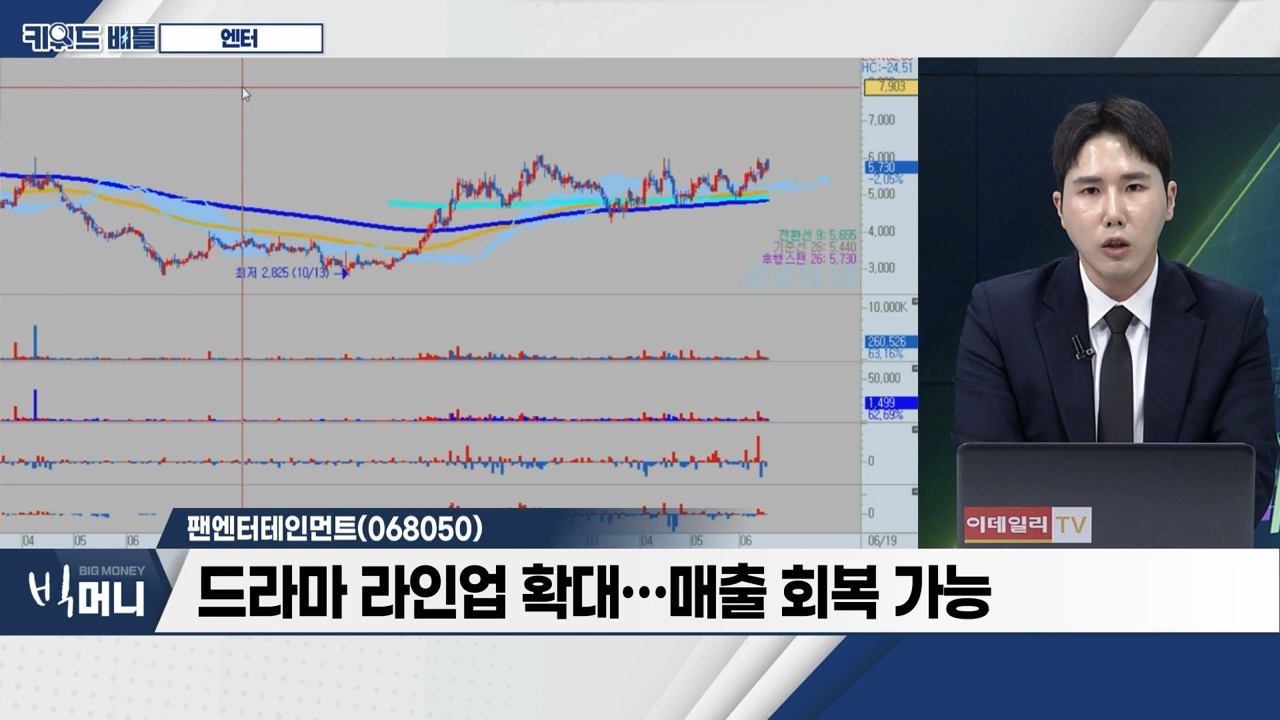 키워드 배틀
엔터
HC:-24,51
7,903
7,000
6,000
5,730
-2,05%
5,000
4,000
3,000
최저 2,825 (10/13)
전환선 9: 5,655
기준선 26: 5,440
후행스팬 26: 5,730
10,000K
260,526
63,16%
50,000
1,499
62,69%
0
0
04
05
06
03
04
05
06
06/19
이데일리 TV
팬엔터테인먼트(068050)
BIG MONEY
빅머니
드라마 라인업 확대…매출 회복 가능